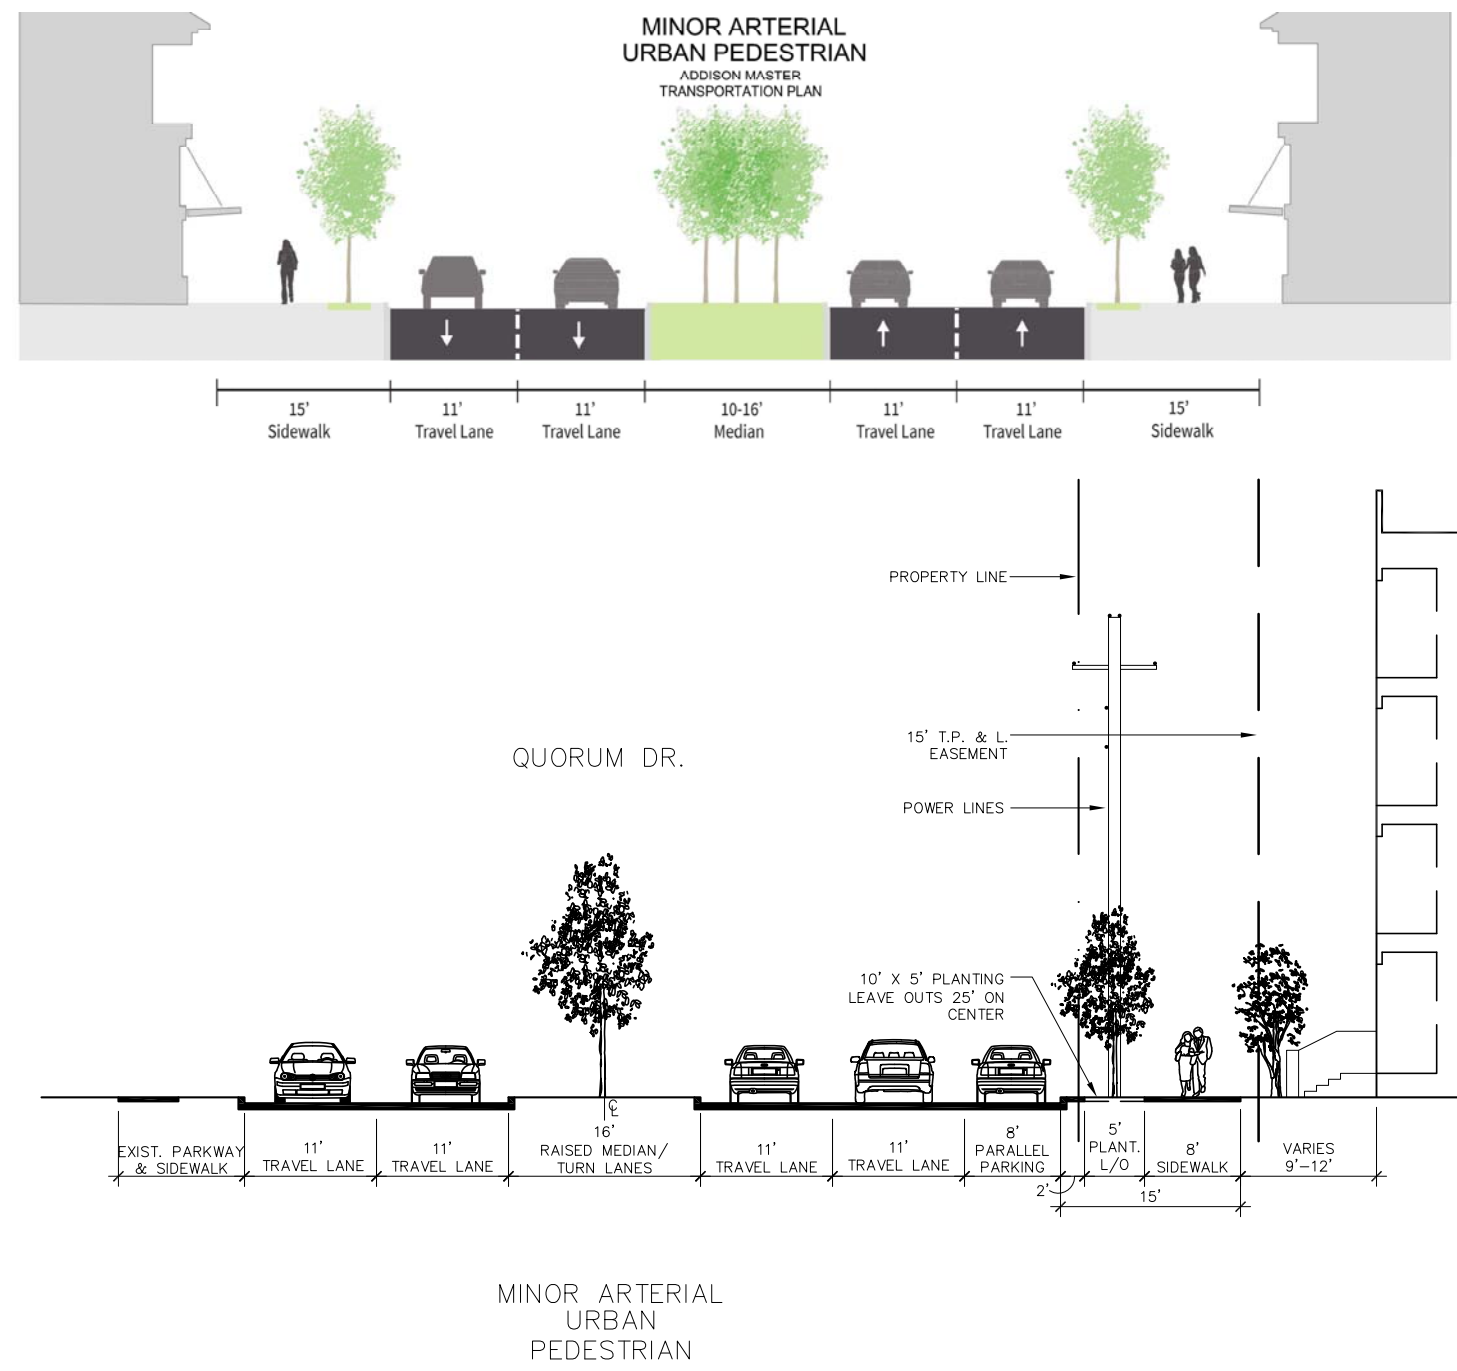 MINOR ARTERIAL
URBAN PEDESTRIAN
ADDISON MASTER
TRANSPORTATION PLAN
15'
Sidewalk
11'
Travel Lane
11'
Travel Lane
10-16'
Median
11'
Travel Lane
11'
Travel Lane
15'
Sidewalk
PROPERTY LINE
QUORUM DR.
15' T.P. & L.
EASEMENT
POWER LINES
10' X 5' PLANTING
LEAVE OUTS 25' ON
CENTER
℄
EXIST. PARKWAY
& SIDEWALK
11'
TRAVEL LANE
11'
TRAVEL LANE
16'
RAISED MEDIAN/
TURN LANES
11'
TRAVEL LANE
11'
TRAVEL LANE
8'
PARALLEL
PARKING
2'
5'
PLANT.
L/O
8'
SIDEWALK
15'
VARIES
9'-12'
MINOR ARTERIAL
URBAN
PEDESTRIAN